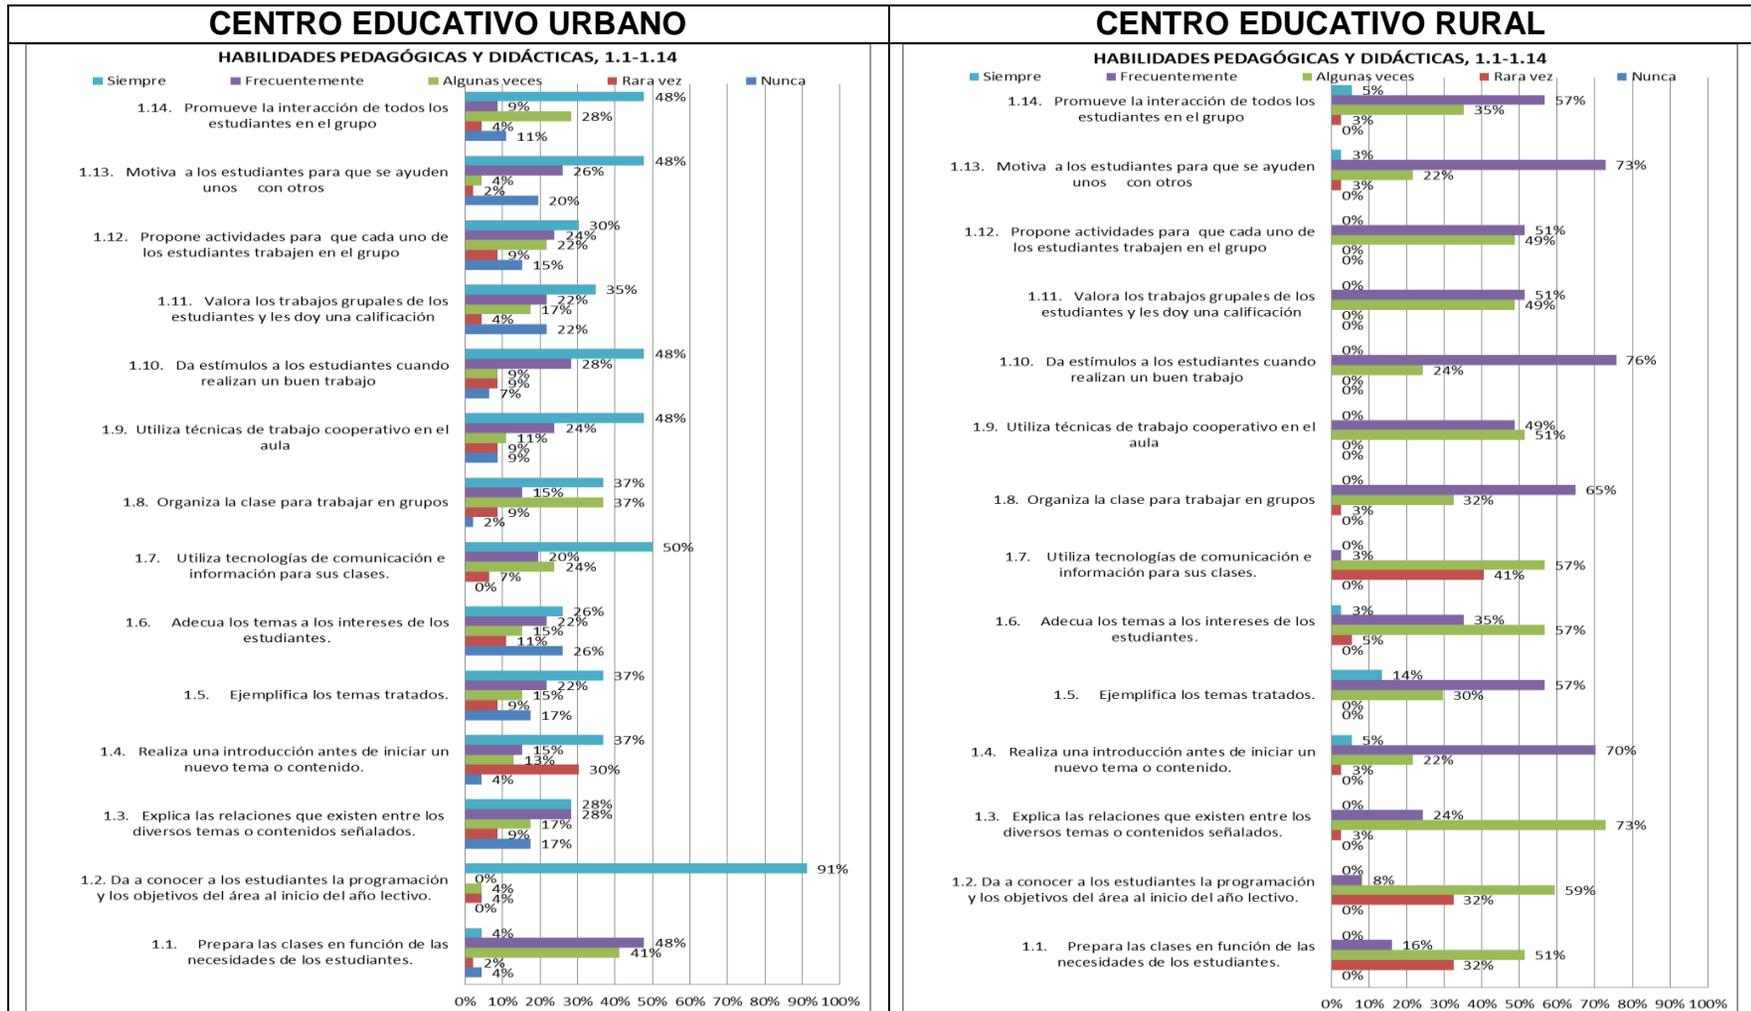 CENTRO EDUCATIVO URBANO
HABILIDADES PEDAGÓGICAS Y DIDÁCTICAS, 1.1-1.14
Siempre Frecuentemente Algunas veces Rara vez Nunca
1.14. Promueve la interacción de todos los
estudiantes en el grupo
48%
9%
28%
4%
11%
1.13. Motiva a los estudiantes para que se ayuden
unos con otros
48%
26%
4%
2%
20%
1.12. Propone actividades para que cada uno de
los estudiantes trabajen en el grupo
30%
24%
22%
9%
15%
1.11. Valora los trabajos grupales de los
estudiantes y les doy una calificación
35%
22%
17%
4%
22%
1.10. Da estímulos a los estudiantes cuando
realizan un buen trabajo
48%
28%
9%
9%
7%
1.9. Utiliza técnicas de trabajo cooperativo en el
aula
48%
24%
11%
9%
9%
1.8. Organiza la clase para trabajar en grupos
37%
15%
37%
9%
2%
1.7. Utiliza tecnologías de comunicación e
información para sus clases.
50%
20%
24%
7%
0%
1.6. Adecua los temas a los intereses de los
estudiantes.
26%
22%
15%
11%
26%
1.5. Ejemplifica los temas tratados.
37%
22%
15%
9%
17%
1.4. Realiza una introducción antes de iniciar un
nuevo tema o contenido.
37%
15%
13%
30%
4%
1.3. Explica las relaciones que existen entre los
diversos temas o contenidos señalados.
28%
28%
17%
9%
17%
1.2. Da a conocer a los estudiantes la programación
y los objetivos del área al inicio del año lectivo.
91%
0%
4%
4%
0%
1.1. Prepara las clases en función de las
necesidades de los estudiantes.
4%
48%
41%
2%
4%
0% 10% 20% 30% 40% 50% 60% 70% 80% 90% 100%
CENTRO EDUCATIVO RURAL
HABILIDADES PEDAGÓGICAS Y DIDÁCTICAS, 1.1-1.14
Siempre Frecuentemente Algunas veces Rara vez Nunca
1.14. Promueve la interacción de todos los
estudiantes en el grupo
5%
57%
35%
3%
0%
1.13. Motiva a los estudiantes para que se ayuden
unos con otros
3%
73%
22%
3%
0%
1.12. Propone actividades para que cada uno de
los estudiantes trabajen en el grupo
0%
51%
49%
0%
0%
1.11. Valora los trabajos grupales de los
estudiantes y les doy una calificación
0%
51%
49%
0%
0%
1.10. Da estímulos a los estudiantes cuando
realizan un buen trabajo
0%
76%
24%
0%
0%
1.9. Utiliza técnicas de trabajo cooperativo en el
aula
0%
49%
51%
0%
0%
1.8. Organiza la clase para trabajar en grupos
0%
65%
32%
3%
0%
1.7. Utiliza tecnologías de comunicación e
información para sus clases.
0%
3%
57%
41%
0%
1.6. Adecua los temas a los intereses de los
estudiantes.
3%
35%
57%
5%
0%
1.5. Ejemplifica los temas tratados.
14%
57%
30%
0%
0%
1.4. Realiza una introducción antes de iniciar un
nuevo tema o contenido.
5%
70%
22%
3%
0%
1.3. Explica las relaciones que existen entre los
diversos temas o contenidos señalados.
0%
24%
73%
3%
0%
1.2. Da a conocer a los estudiantes la programación
y los objetivos del área al inicio del año lectivo.
0%
8%
59%
32%
0%
1.1. Prepara las clases en función de las
necesidades de los estudiantes.
0%
16%
51%
32%
0%
0% 10% 20% 30% 40% 50% 60% 70% 80% 90% 100%